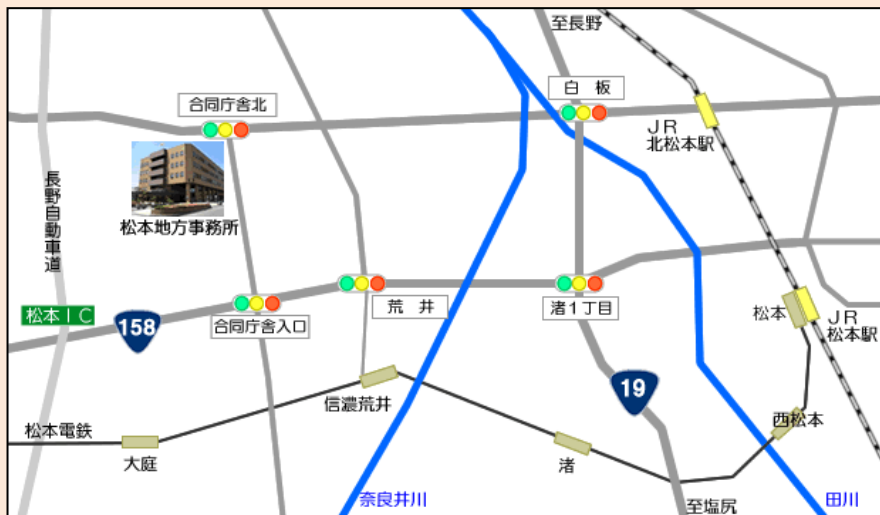 至長野
合同庁舎北
白板
JR
北松本駅
長野自動車道
松本地方事務所
松本IC
158
合同庁舎入口
荒井
渚1丁目
松本
JR
松本駅
19
信濃荒井
松本電鉄
大庭
渚
西松本
奈良井川
至塩尻
田川